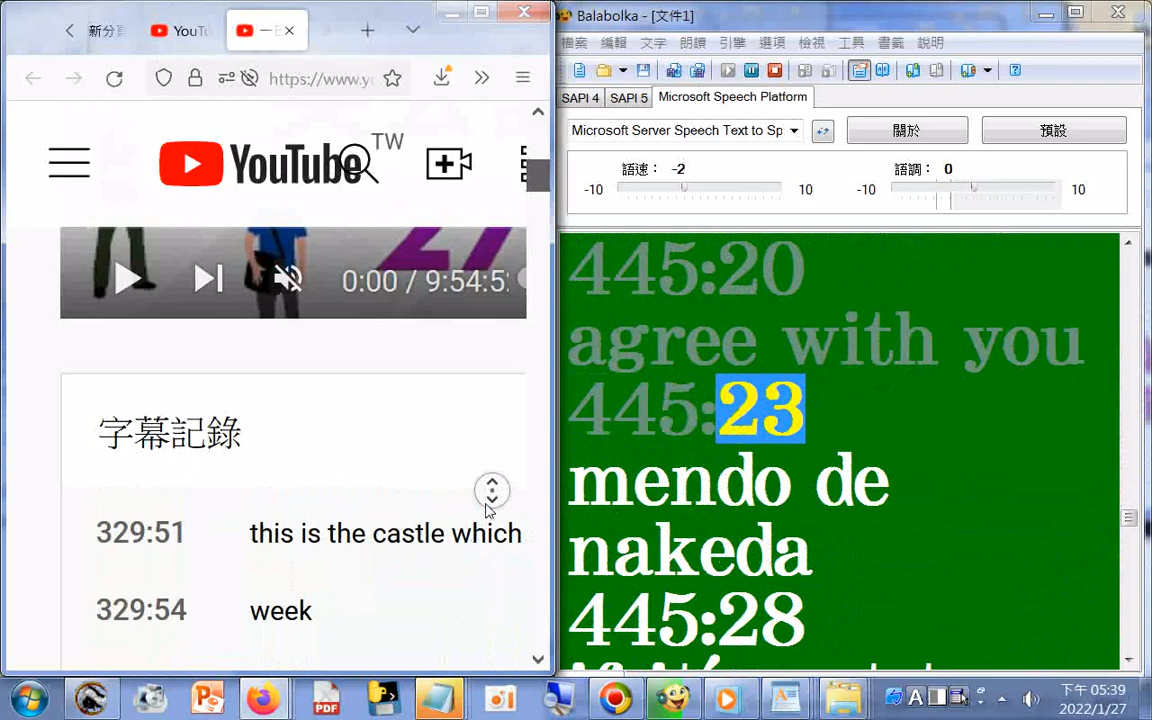 新分頁
YouTu
一 E
https://www.yo
YouTube TW
27
0:00 / 9:54:5
字幕記錄
329:51 this is the castle which
329:54 week
Balabolka - [文件1]
檔案 編輯 文字 朗讀 引擎 選項 檢視 工具 書籤 說明
SAPI 4 SAPI 5 Microsoft Speech Platform
Microsoft Server Speech Text to Sp
關於 預設
語速： -2 語調： 0
-10 10 -10 10
445:20
agree with you
445:23
mendo de
nakeda
445:28
PDF
A
下午 05:39
2022/1/27